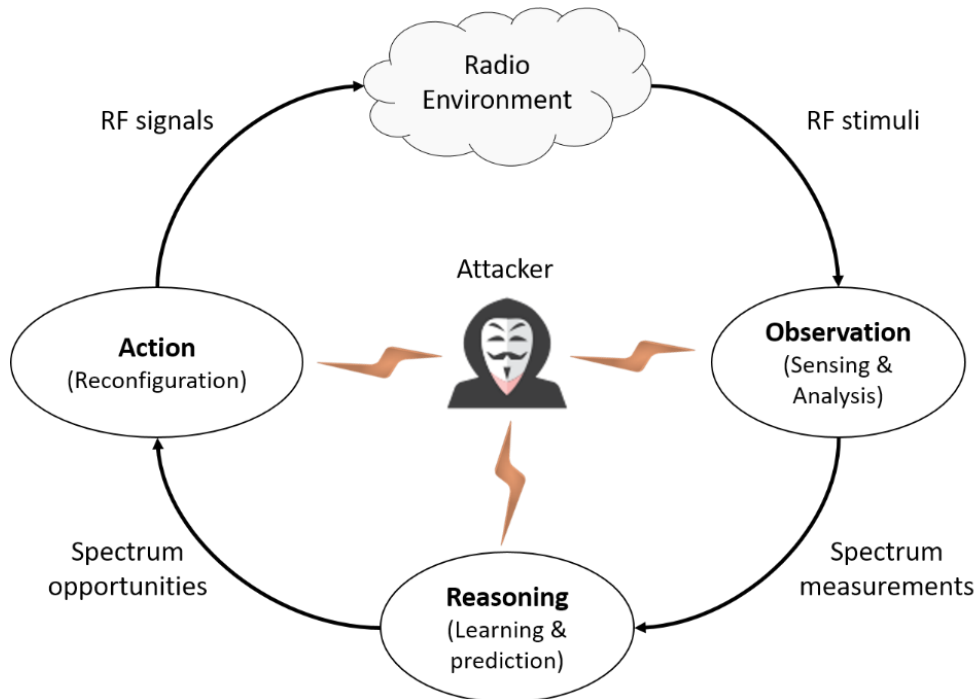 Radio
Environment
RF signals
RF stimuli
Attacker
Action
(Reconfiguration)
Observation
(Sensing &
Analysis)
Spectrum
opportunities
Spectrum
measurements
Reasoning
(Learning &
prediction)